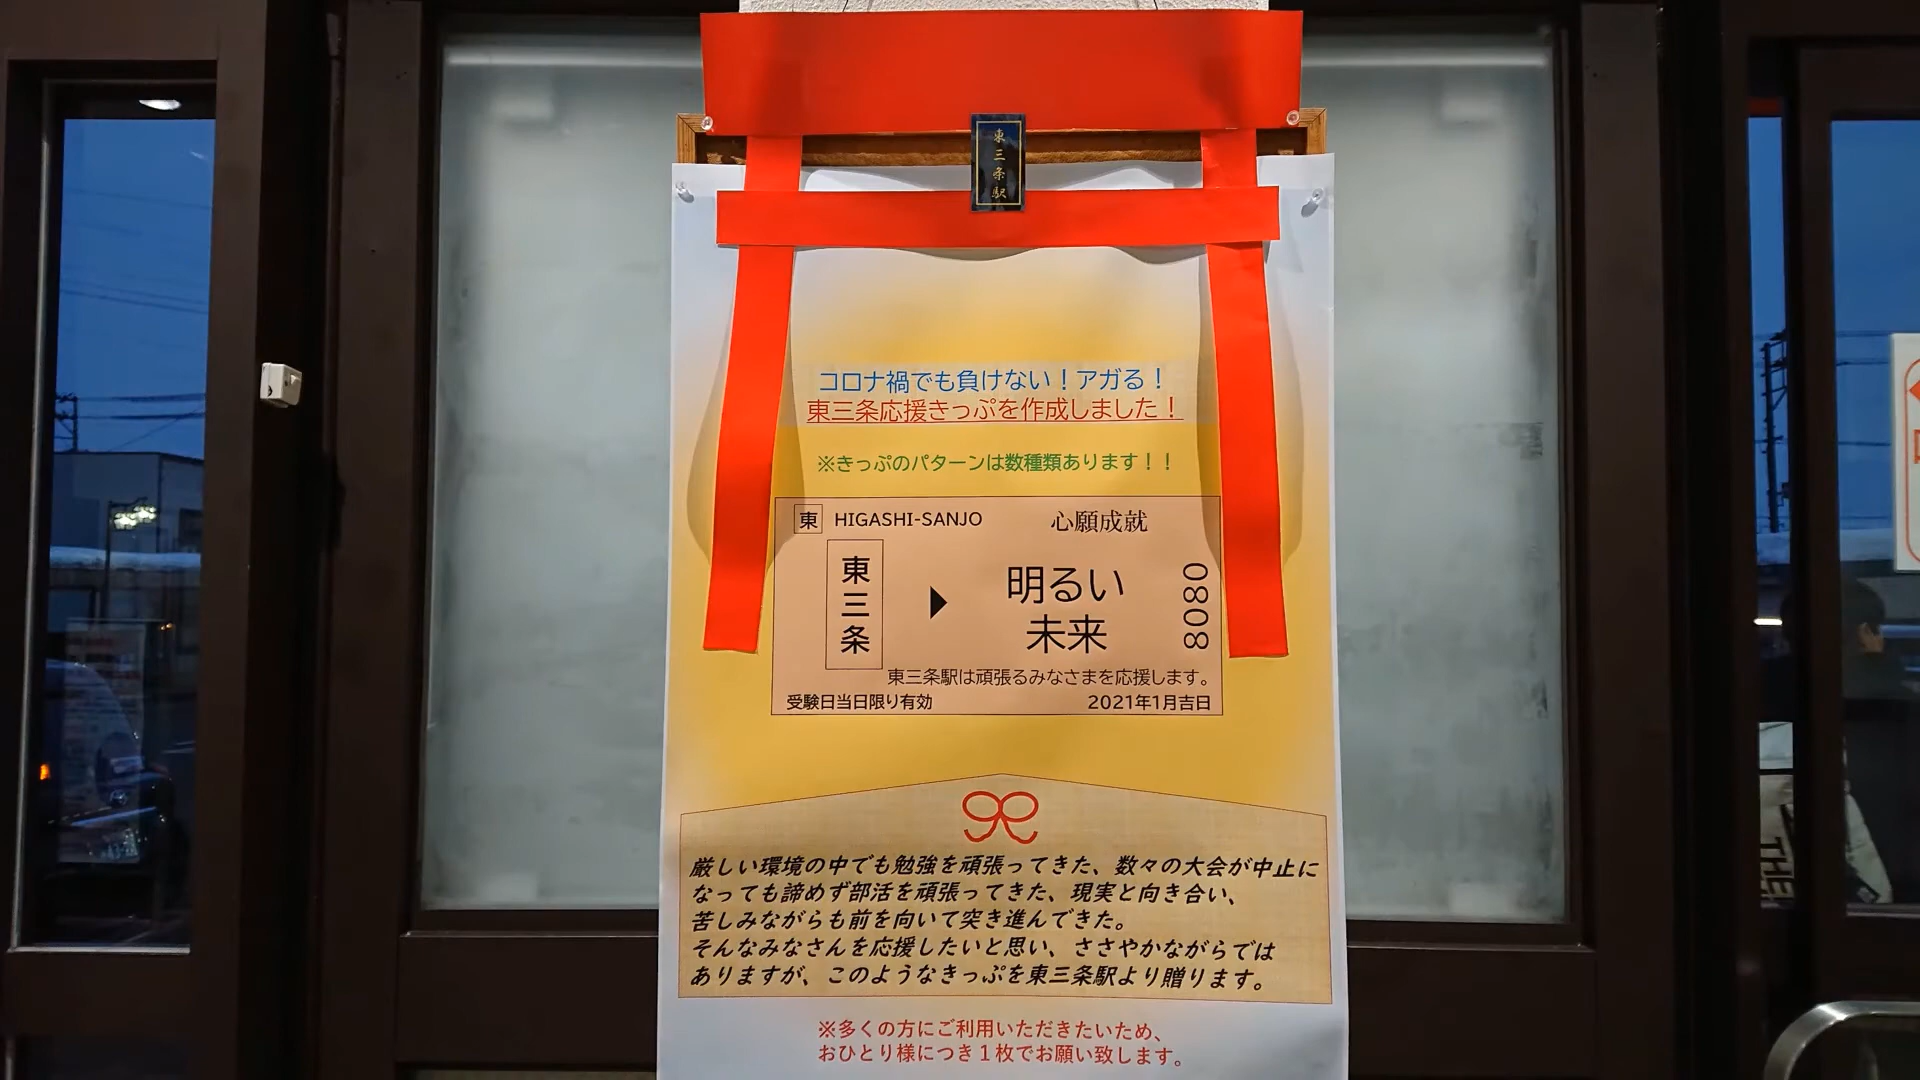 東三条駅
コロナ禍でも負けない！アガる！
東三条応援きっぷを作成しました！
※きっぷのパターンは数種類あります！！
東 HIGASHI-SANJO 心願成就
東三条
明るい
未来
0808
東三条駅は頑張るみなさまを応援します。
受験日当日限り有効 2021年1月吉日
厳しい環境の中でも勉強を頑張ってきた、数々の大会が中止に
なっても諦めず部活を頑張ってきた、現実と向き合い、
苦しみながらも前を向いて突き進んできた。
そんなみなさんを応援したいと思い、ささやかながらでは
ありますが、このようなきっぷを東三条駅より贈ります。
※多くの方にご利用いただきたいため、
おひとり様につき１枚でお願い致します。
THE